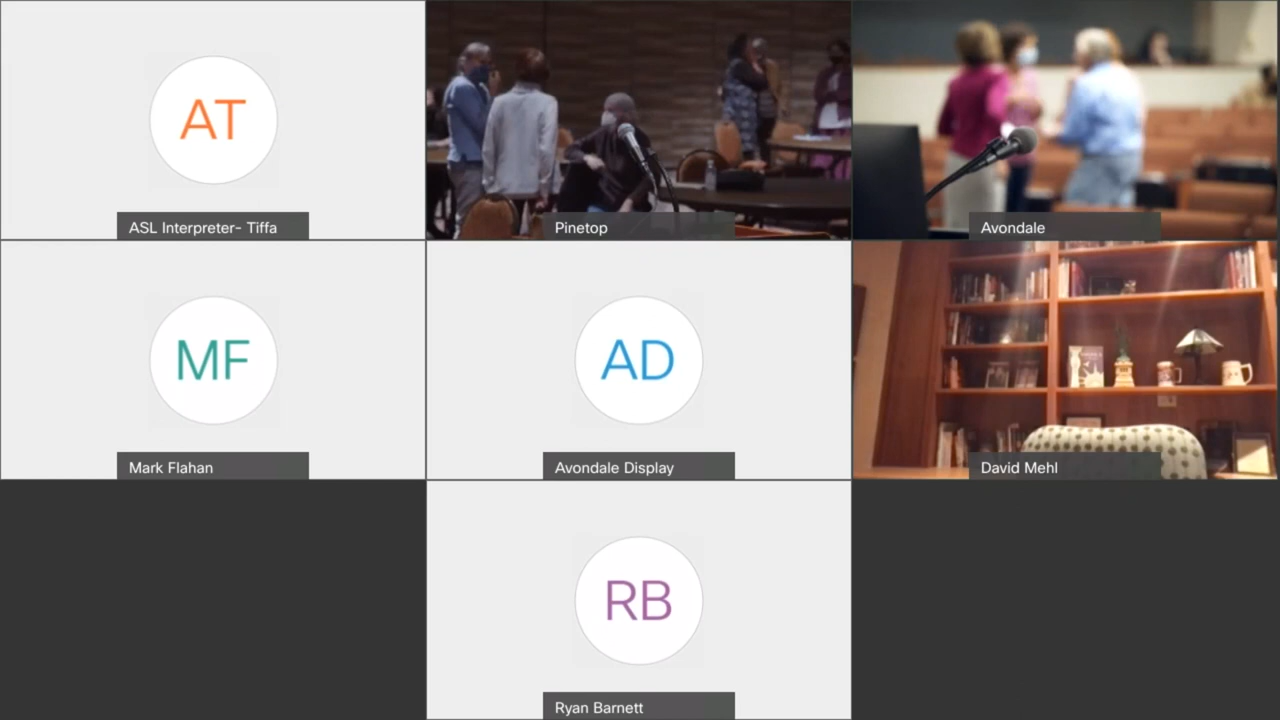 AT
ASL Interpreter- Tiffa
Pinetop
Avondale
MF
Mark Flahan
AD
Avondale Display
David Mehl
RB
Ryan Barnett